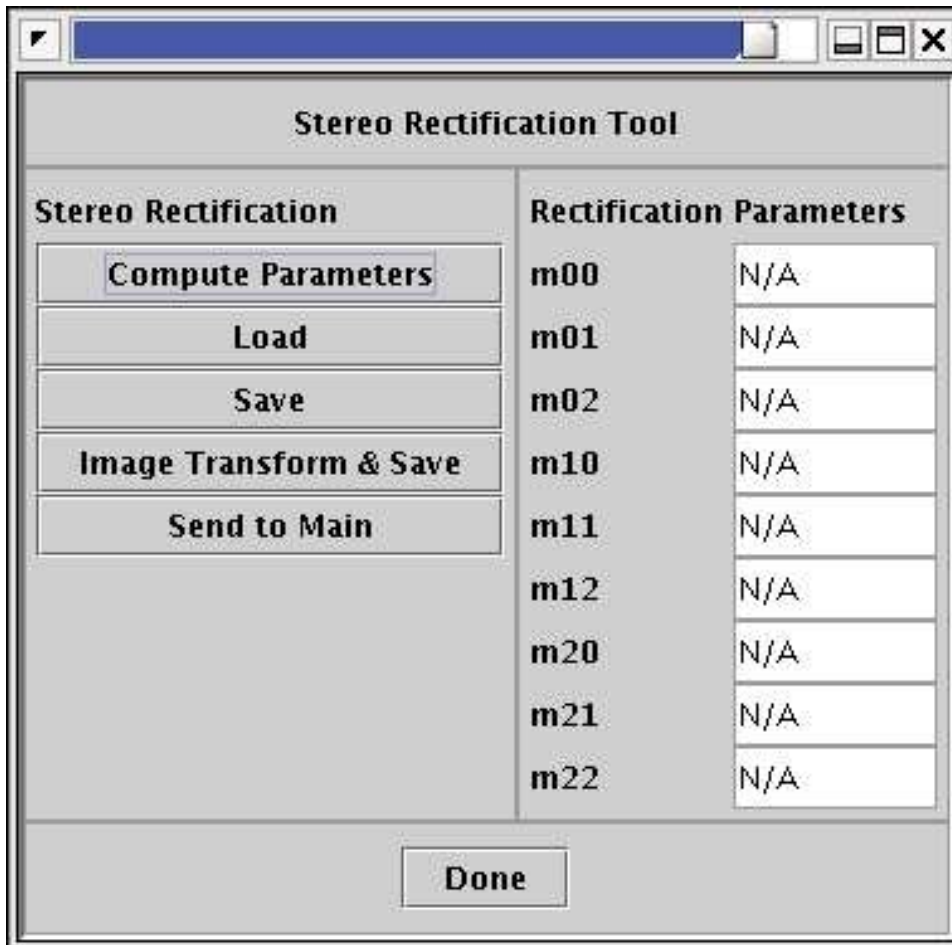 Stereo Rectification Tool
Stereo Rectification
Compute Parameters
Load
Save
Image Transform & Save
Send to Main
Rectification Parameters
m00 N/A
m01 N/A
m02 N/A
m10 N/A
m11 N/A
m12 N/A
m20 N/A
m21 N/A
m22 N/A
Done